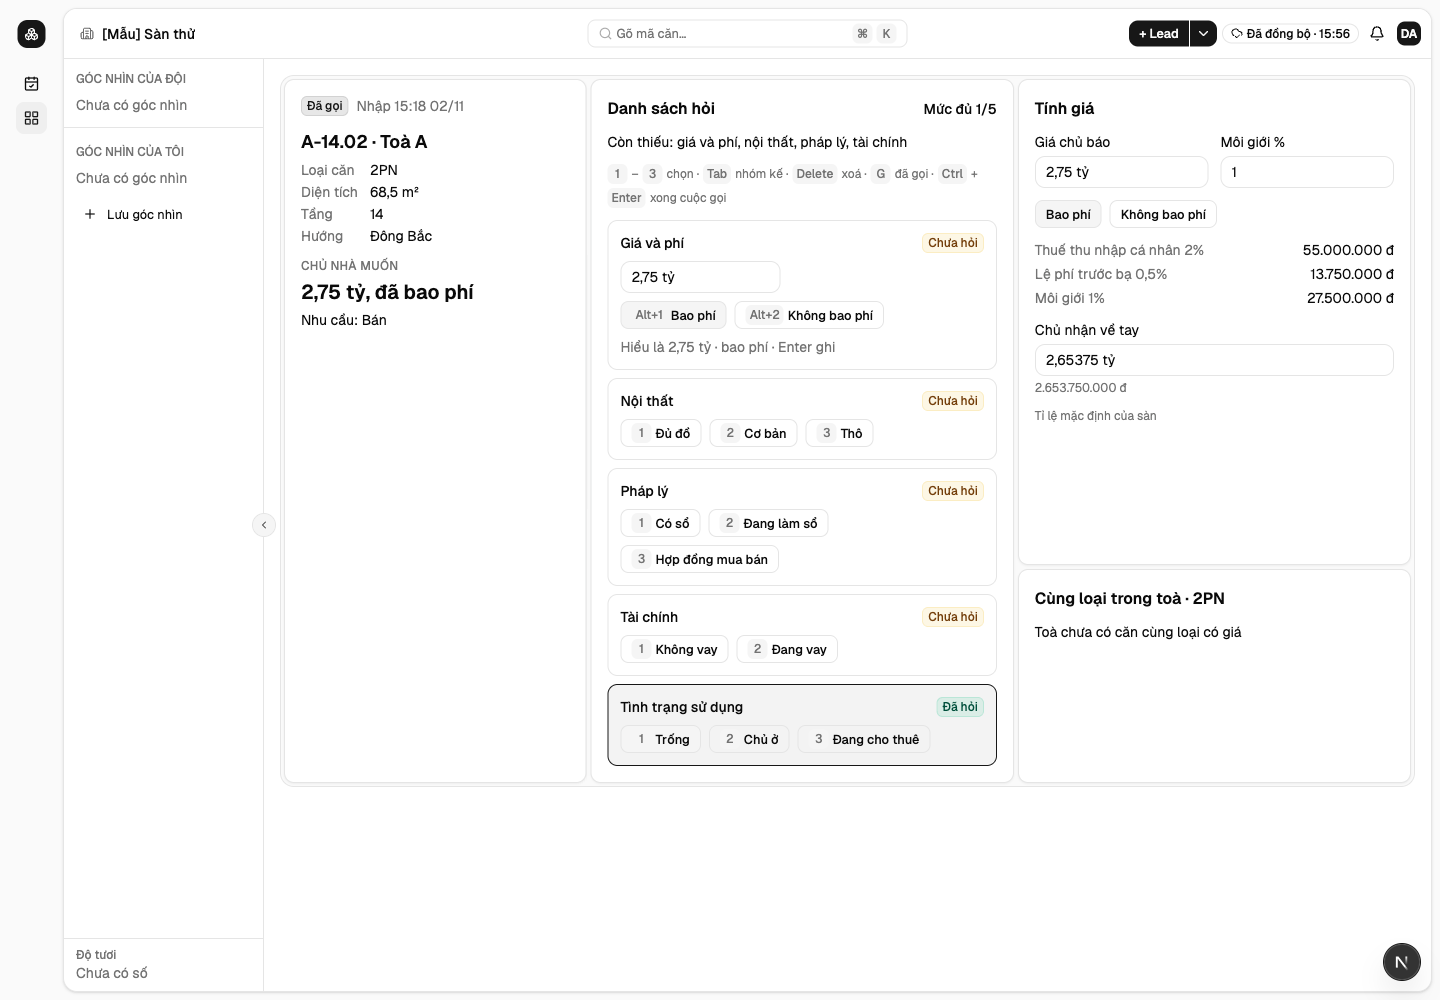 [Mẫu] Sàn thử
Gõ mã căn...
⌘ K
+ Lead
Đã đồng bộ · 15:56
DA
GÓC NHÌN CỦA ĐỘI
Chưa có góc nhìn
GÓC NHÌN CỦA TÔI
Chưa có góc nhìn
+ Lưu góc nhìn
Độ tươi
Chưa có số
Đã gọi Nhập 15:18 02/11
A-14.02 · Toà A
Loại căn 2PN
Diện tích 68,5 m²
Tầng 14
Hướng Đông Bắc
CHỦ NHÀ MUỐN
2,75 tỷ, đã bao phí
Nhu cầu: Bán
Danh sách hỏi Mức đủ 1/5
Còn thiếu: giá và phí, nội thất, pháp lý, tài chính
1 – 3 chọn · Tab nhóm kế · Delete xoá · G đã gọi · Ctrl +
Enter xong cuộc gọi
Giá và phí Chưa hỏi
2,75 tỷ
Alt+1 Bao phí Alt+2 Không bao phí
Hiểu là 2,75 tỷ · bao phí · Enter ghi
Nội thất Chưa hỏi
1 Đủ đồ 2 Cơ bản 3 Thô
Pháp lý Chưa hỏi
1 Có sổ 2 Đang làm sổ
3 Hợp đồng mua bán
Tài chính Chưa hỏi
1 Không vay 2 Đang vay
Tình trạng sử dụng Đã hỏi
1 Trống 2 Chủ ở 3 Đang cho thuê
Tính giá
Giá chủ báo Môi giới %
2,75 tỷ 1
Bao phí Không bao phí
Thuế thu nhập cá nhân 2% 55.000.000 đ
Lệ phí trước bạ 0,5% 13.750.000 đ
Môi giới 1% 27.500.000 đ
Chủ nhận về tay
2,65375 tỷ
2.653.750.000 đ
Tỉ lệ mặc định của sàn
Cùng loại trong toà · 2PN
Toà chưa có căn cùng loại có giá
N